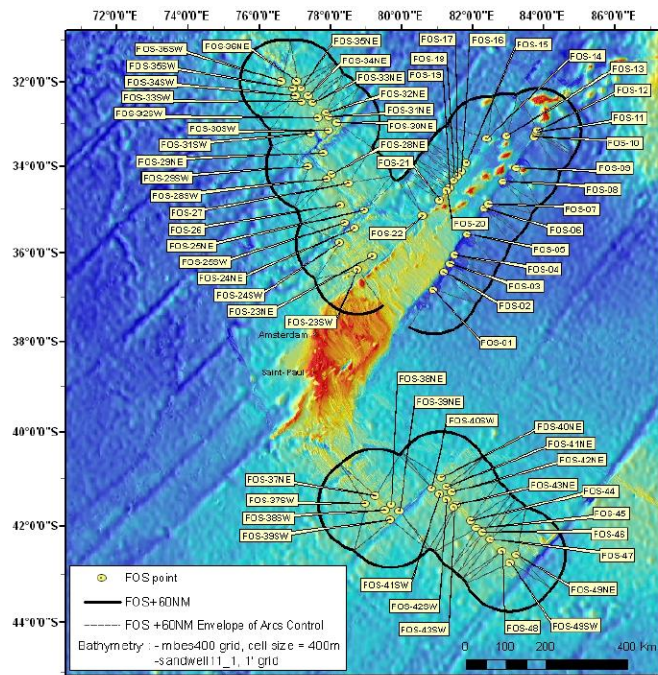 78°0'0"E
80°0'0"E
82°0'0"E
84°0'0"E
86°0'0"E
32°0'0"S
34°0'0"S
36°0'0"S
38°0'0"S
40°0'0"S
42°0'0"S
44°0'0"S
FOS-36SW
FOS-36NE
FOS-35SW
FOS-34SW
FOS-33SW
FOS-32SW
FOS-30SW
FOS-31SW
FOS-29NE
FOS-29SW
FOS-28SW
FOS-27
FOS-26
FOS-25NE
FOS-25SW
FOS-24NE
FOS-24SW
FOS-23NE
FOS-23SW
FOS-35NE
FOS-34NE
FOS-33NE
FOS-32NE
FOS-31NE
FOS-30NE
FOS-28NE
FOS-21
FOS-22
FOS-17
FOS-18
FOS-19
FOS-16
FOS-15
FOS-14
FOS-13
FOS-12
FOS-11
FOS-10
FOS-09
FOS-08
FOS-07
FOS-06
FOS-20
FOS-05
FOS-04
FOS-03
FOS-02
FOS-01
Amsterdam
Saint-Paul
FOS-38NE
FOS-39NE
FOS-40SW
FOS-40NE
FOS-41NE
FOS-42NE
FOS-43NE
FOS-44
FOS-45
FOS-46
FOS-47
FOS-49NE
FOS-49SW
FOS-48
FOS-37NE
FOS-37SW
FOS-38SW
FOS-39SW
FOS-41SW
FOS-42SW
FOS-43SW
FOS point
FOS+60NM
FOS +60NM Envelope of Arcs Control
Bathymetry : - mbes400 grid, cell size = 400m
-sandwell11_1, 1' grid
0 100 200 400 Km